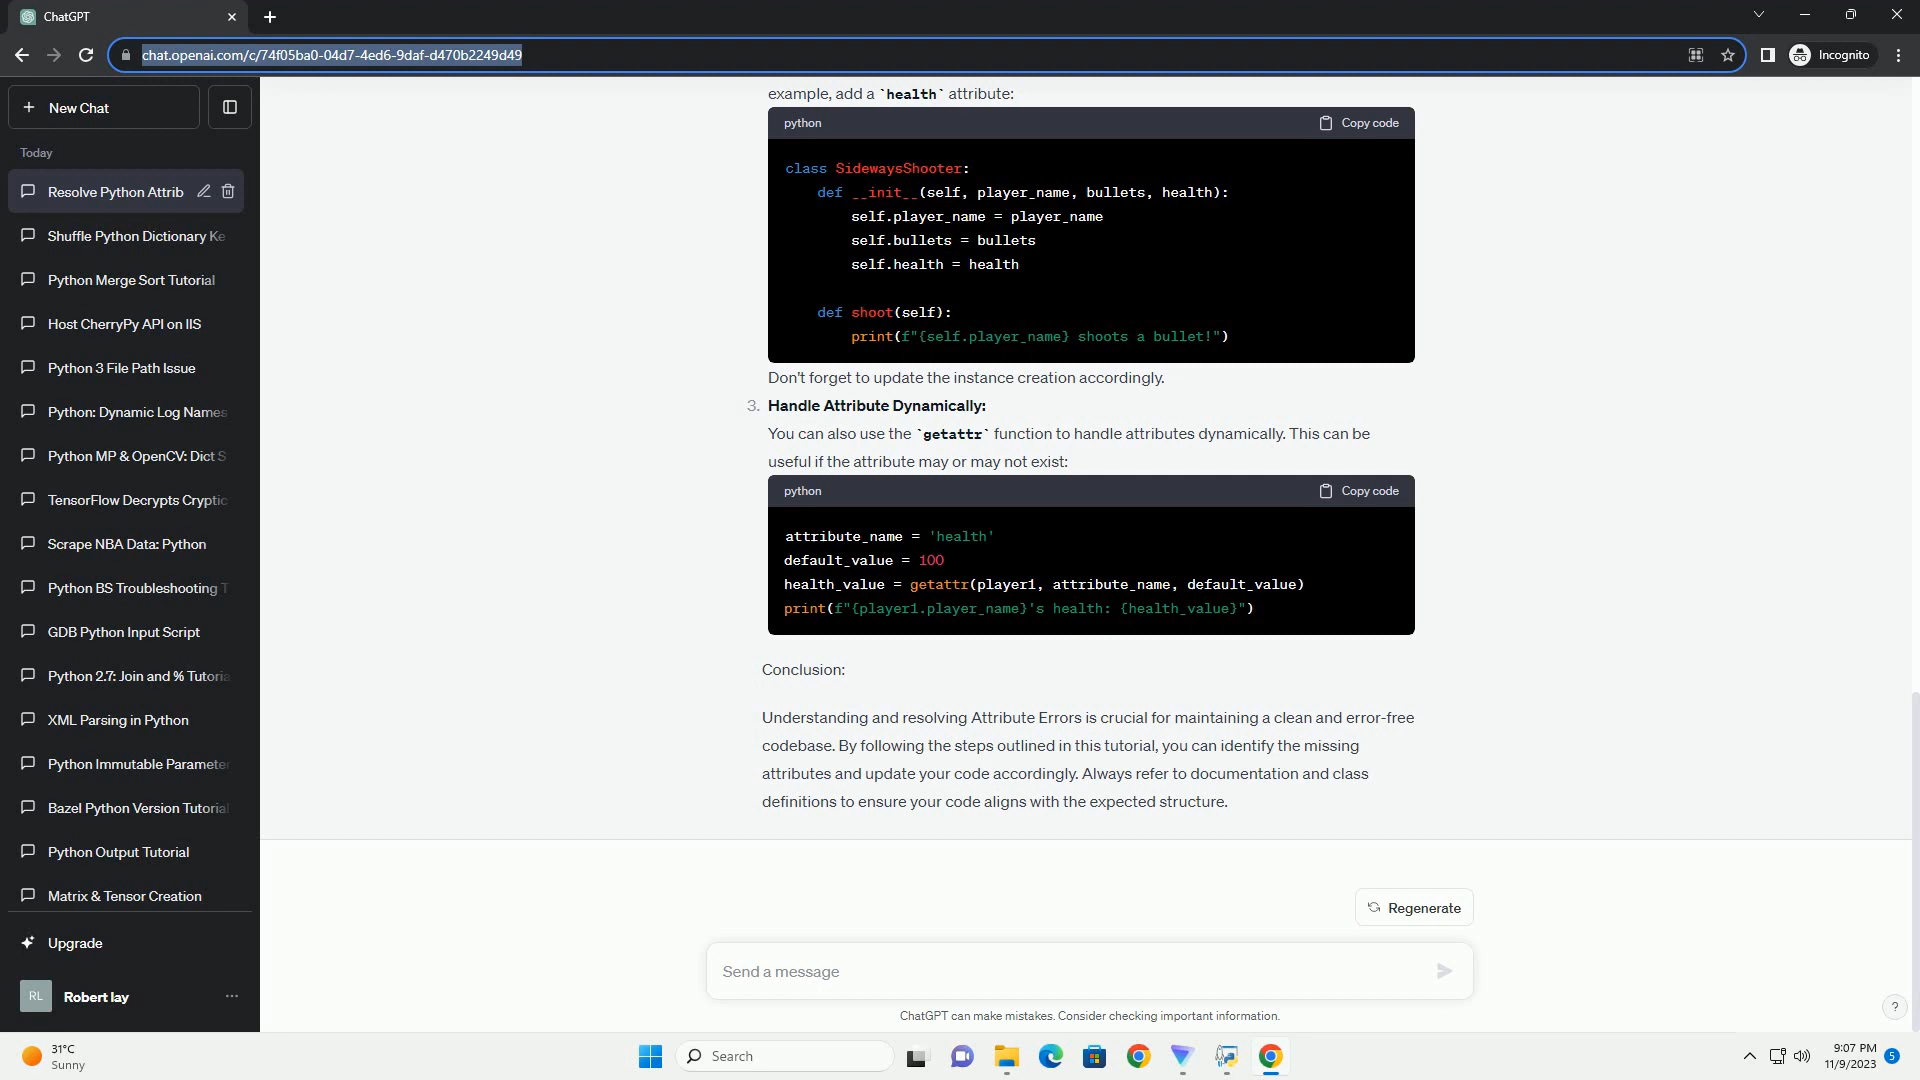 ChatGPT
chat.openai.com/c/74f05ba0-04d7-4ed6-9daf-d470b2249d49
Incognito
New Chat
Today
Resolve Python Attrib
Shuffle Python Dictionary Ke
Python Merge Sort Tutorial
Host CherryPy API on IIS
Python 3 File Path Issue
Python: Dynamic Log Names
Python MP & OpenCV: Dict S
TensorFlow Decrypts Cryptic
Scrape NBA Data: Python
Python BS Troubleshooting T
GDB Python Input Script
Python 2.7: Join and % Tutoria
XML Parsing in Python
Python Immutable Parameter
Bazel Python Version Tutorial
Python Output Tutorial
Matrix & Tensor Creation
Upgrade
RL Robert lay
example, add a `health` attribute:
python Copy code
class SidewaysShooter:
def __init__(self, player_name, bullets, health):
self.player_name = player_name
self.bullets = bullets
self.health = health
def shoot(self):
print(f"{self.player_name} shoots a bullet!")
Don't forget to update the instance creation accordingly.
3. Handle Attribute Dynamically:
You can also use the `getattr` function to handle attributes dynamically. This can be
useful if the attribute may or may not exist:
python Copy code
attribute_name = 'health'
default_value = 100
health_value = getattr(player1, attribute_name, default_value)
print(f"{player1.player_name}'s health: {health_value}")
Conclusion:
Understanding and resolving Attribute Errors is crucial for maintaining a clean and error-free
codebase. By following the steps outlined in this tutorial, you can identify the missing
attributes and update your code accordingly. Always refer to documentation and class
definitions to ensure your code aligns with the expected structure.
Regenerate
Send a message
ChatGPT can make mistakes. Consider checking important information.
?
31°C
Sunny
Search
9:07 PM
11/9/2023
5